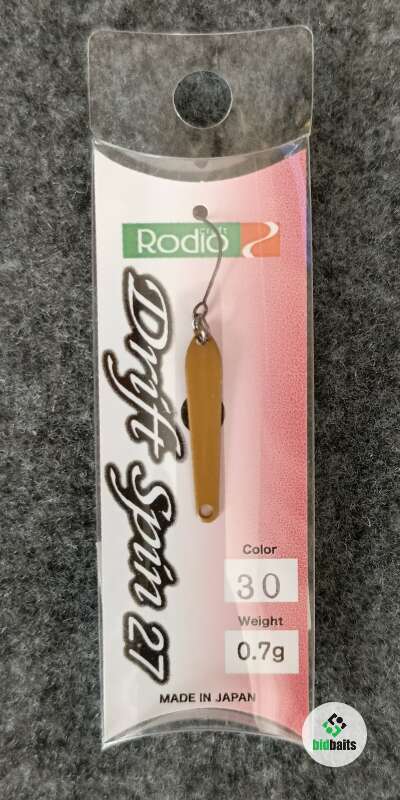 Rodio
craft
Drift Spin 27
Color
30
Weight
0.7g
MADE IN JAPAN
bidbaits